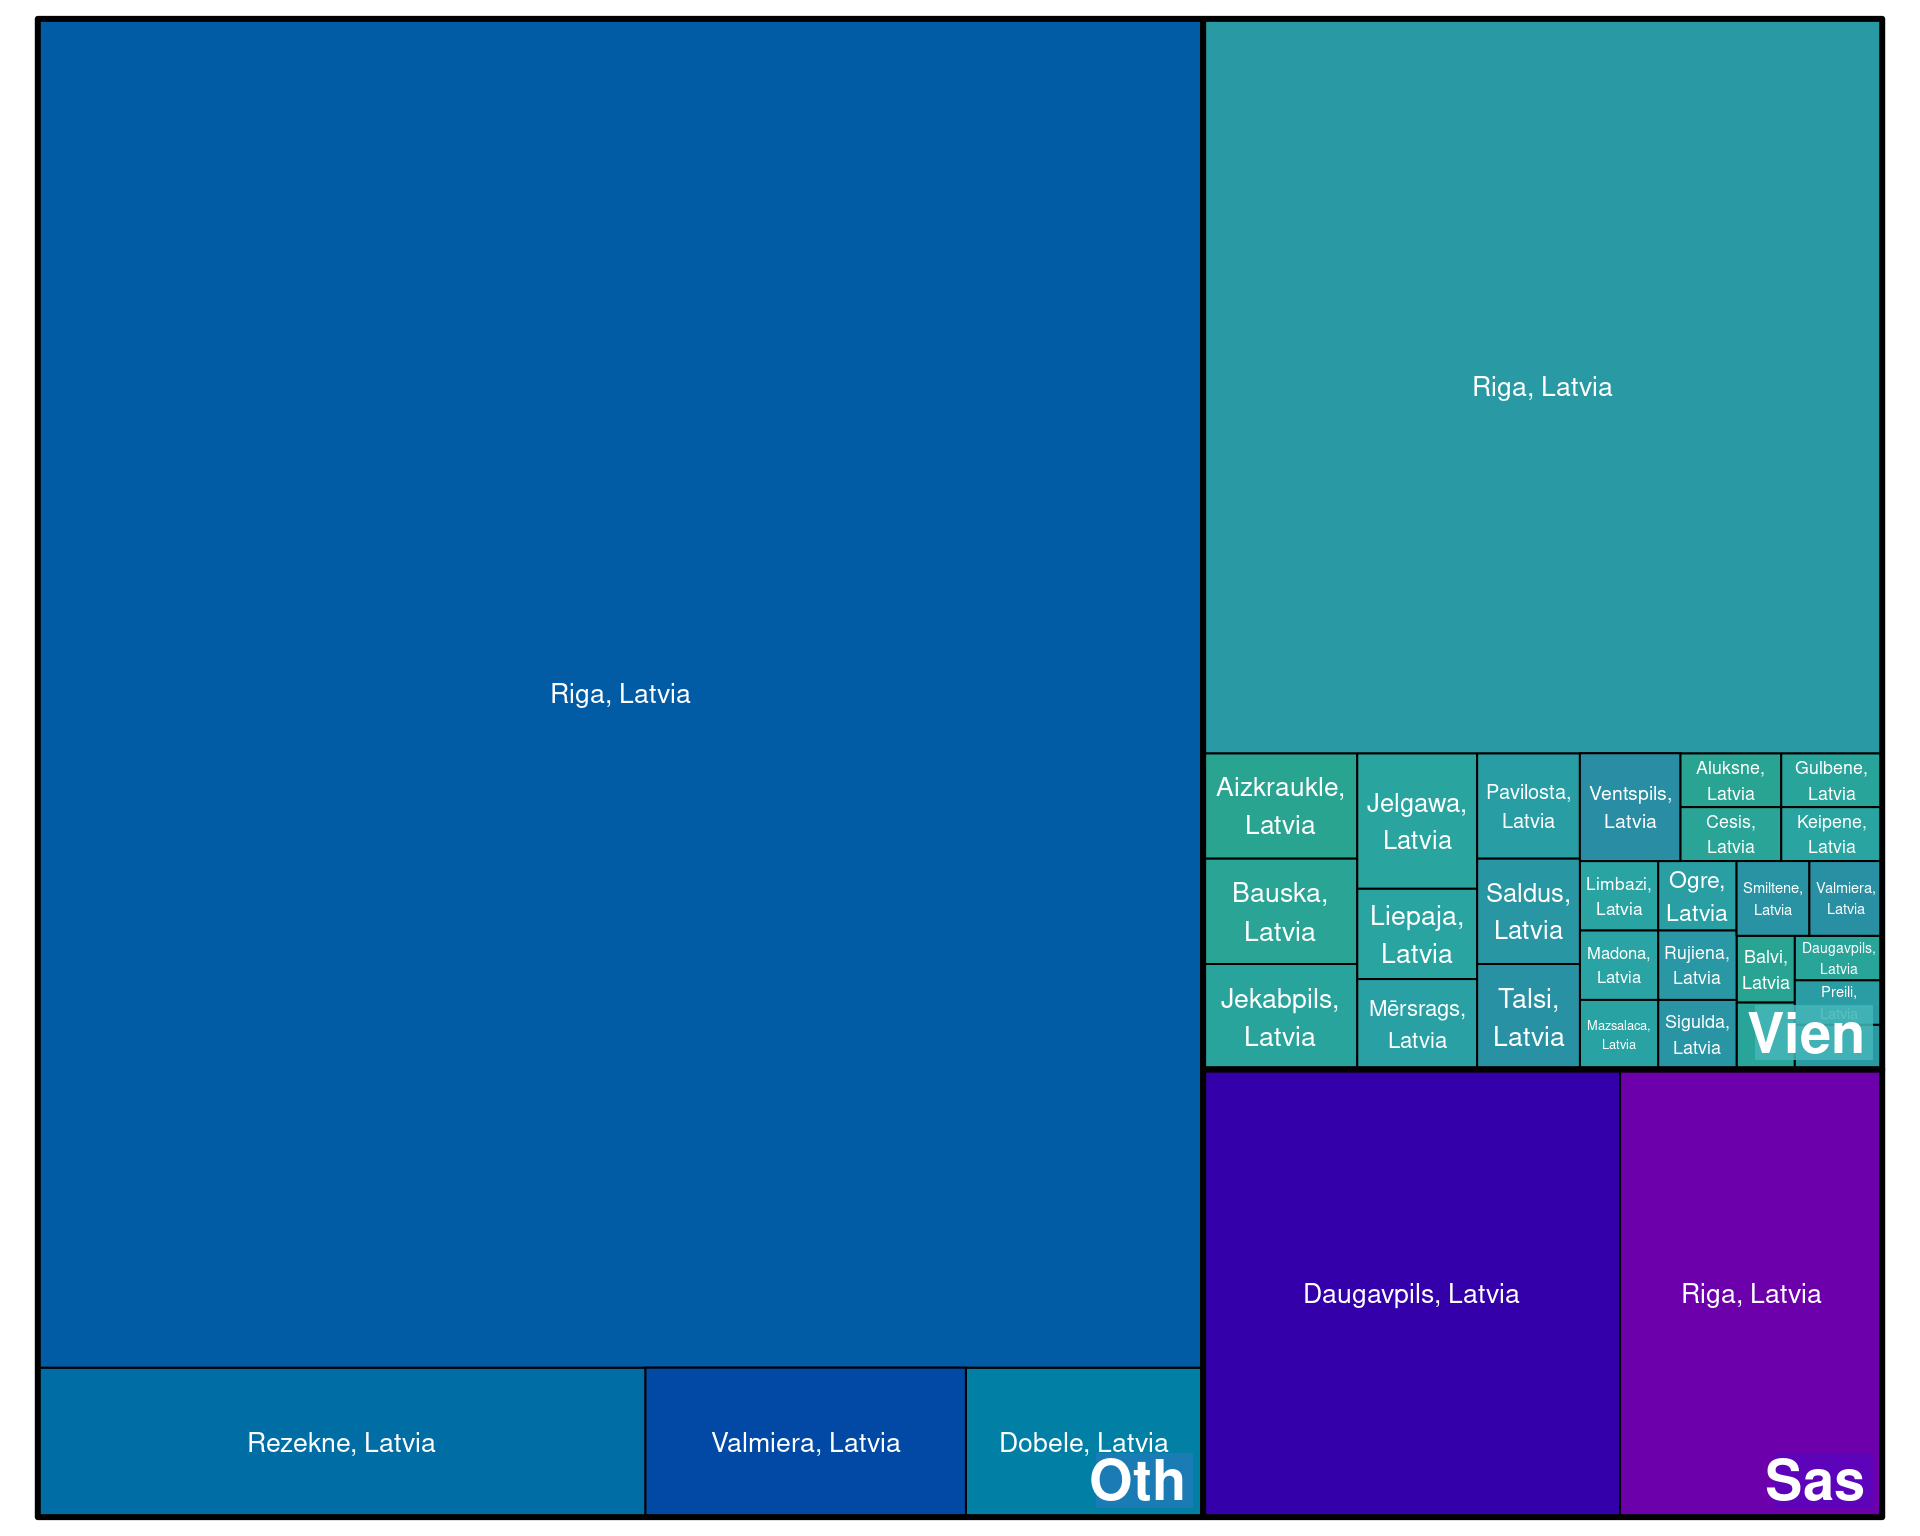 Riga, Latvia
Rezekne, Latvia
Valmiera, Latvia
Dobele, Latvia
Oth
Riga, Latvia
Aizkraukle,
Latvia
Bauska,
Latvia
Jekabpils,
Latvia
Jelgawa,
Latvia
Liepaja,
Latvia
Mērsrags,
Latvia
Pavilosta,
Latvia
Saldus,
Latvia
Talsi,
Latvia
Ventspils,
Latvia
Aluksne,
Latvia
Gulbene,
Latvia
Cesis,
Latvia
Keipene,
Latvia
Limbazi,
Latvia
Madona,
Latvia
Mazsalaca,
Latvia
Ogre,
Latvia
Rujiena,
Latvia
Sigulda,
Latvia
Smiltene,
Latvia
Valmiera,
Latvia
Balvi,
Latvia
Daugavpils,
Latvia
Preili,
Latvia
Vien
Daugavpils, Latvia
Riga, Latvia
Sas